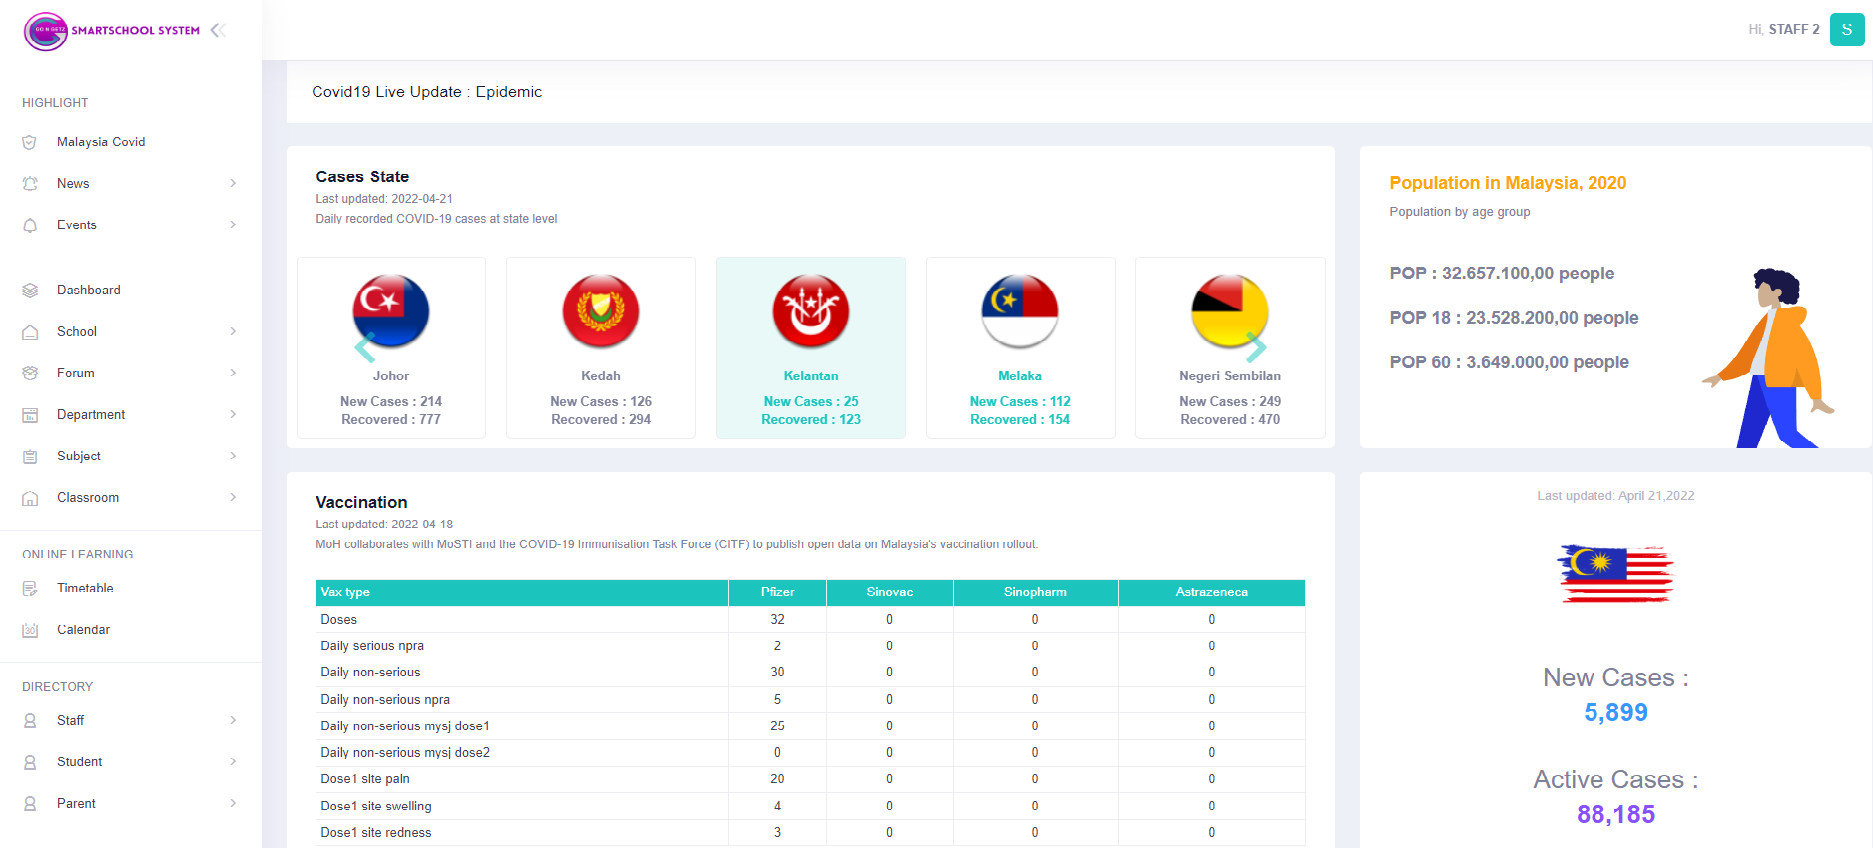 GO N GETZ
SMARTSCHOOL SYSTEM
Hi, STAFF 2
S
HIGHLIGHT
Malaysia Covid
News
Events
Dashboard
School
Forum
Department
Subject
Classroom
ONLINE LEARNING
Timetable
30
Calendar
DIRECTORY
Staff
Student
Parent
Covid19 Live Update : Epidemic
Cases State
Last updated: 2022-04-21
Daily recorded COVID-19 cases at state level
Johor
New Cases : 214
Recovered : 777
Kedah
New Cases : 126
Recovered : 294
Kelantan
New Cases : 25
Recovered : 123
Melaka
New Cases : 112
Recovered : 154
Negeri Sembilan
New Cases : 249
Recovered : 470
Population in Malaysia, 2020
Population by age group
POP : 32.657.100,00 people
POP 18 : 23.528.200,00 people
POP 60 : 3.649.000,00 people
Vaccination
Last updated: 2022-04-18
MoH collaborates with MoSTI and the COVID-19 Immunisation Task Force (CITF) to publish open data on Malaysia's vaccination rollout.
Vax type Pfizer Sinovac Sinopharm Astrazeneca
Doses 32 0 0 0
Daily serious npra 2 0 0 0
Daily non-serious 30 0 0 0
Daily non-serious npra 5 0 0 0
Daily non-serious mysj dose1 25 0 0 0
Daily non-serious mysj dose2 0 0 0 0
Dose1 site pain 20 0 0 0
Dose1 site swelling 4 0 0 0
Dose1 site redness 3 0 0 0
Last updated: April 21,2022
New Cases :
5,899
Active Cases :
88,185